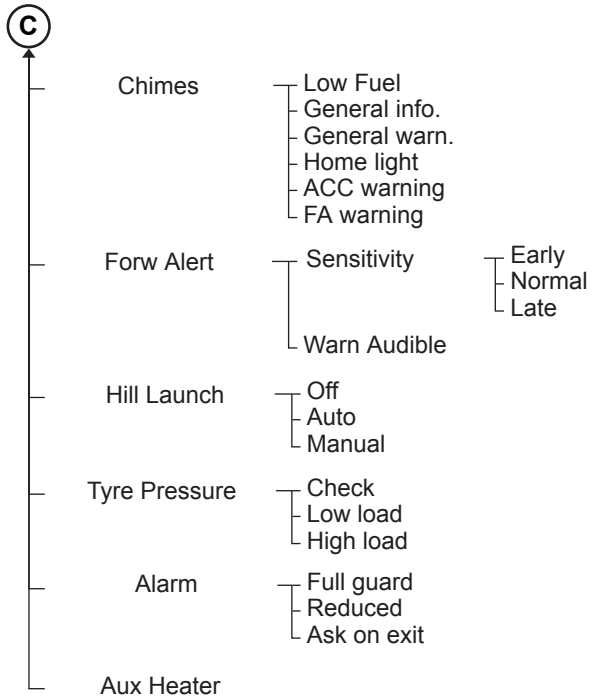 C
Chimes
Low Fuel
General info.
General warn.
Home light
ACC warning
FA warning
Forw Alert
Sensitivity
Early
Normal
Late
Warn Audible
Hill Launch
Off
Auto
Manual
Tyre Pressure
Check
Low load
High load
Alarm
Full guard
Reduced
Ask on exit
Aux Heater